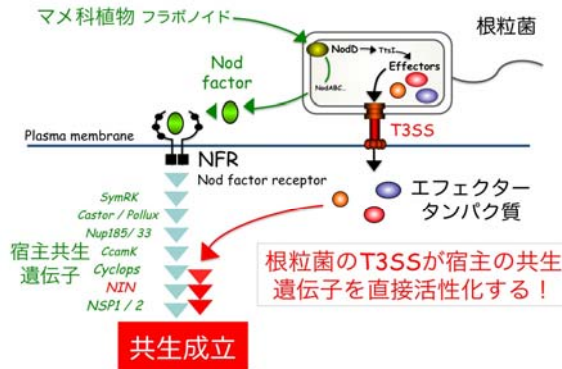 マメ科植物 フラボノイド
根粒菌
NodD
TtsI
Effectors
NodABC..
Nod
factor
T3SS
Plasma membrane
NFR
Nod factor receptor
エフェクター
タンパク質
宿主共生
遺伝子
SymRK
Castor / Pollux
Nup185/ 33
CcamK
Cyclops
NIN
NSP1 / 2
根粒菌のT3SSが宿主の共生
遺伝子を直接活性化する！
共生成立